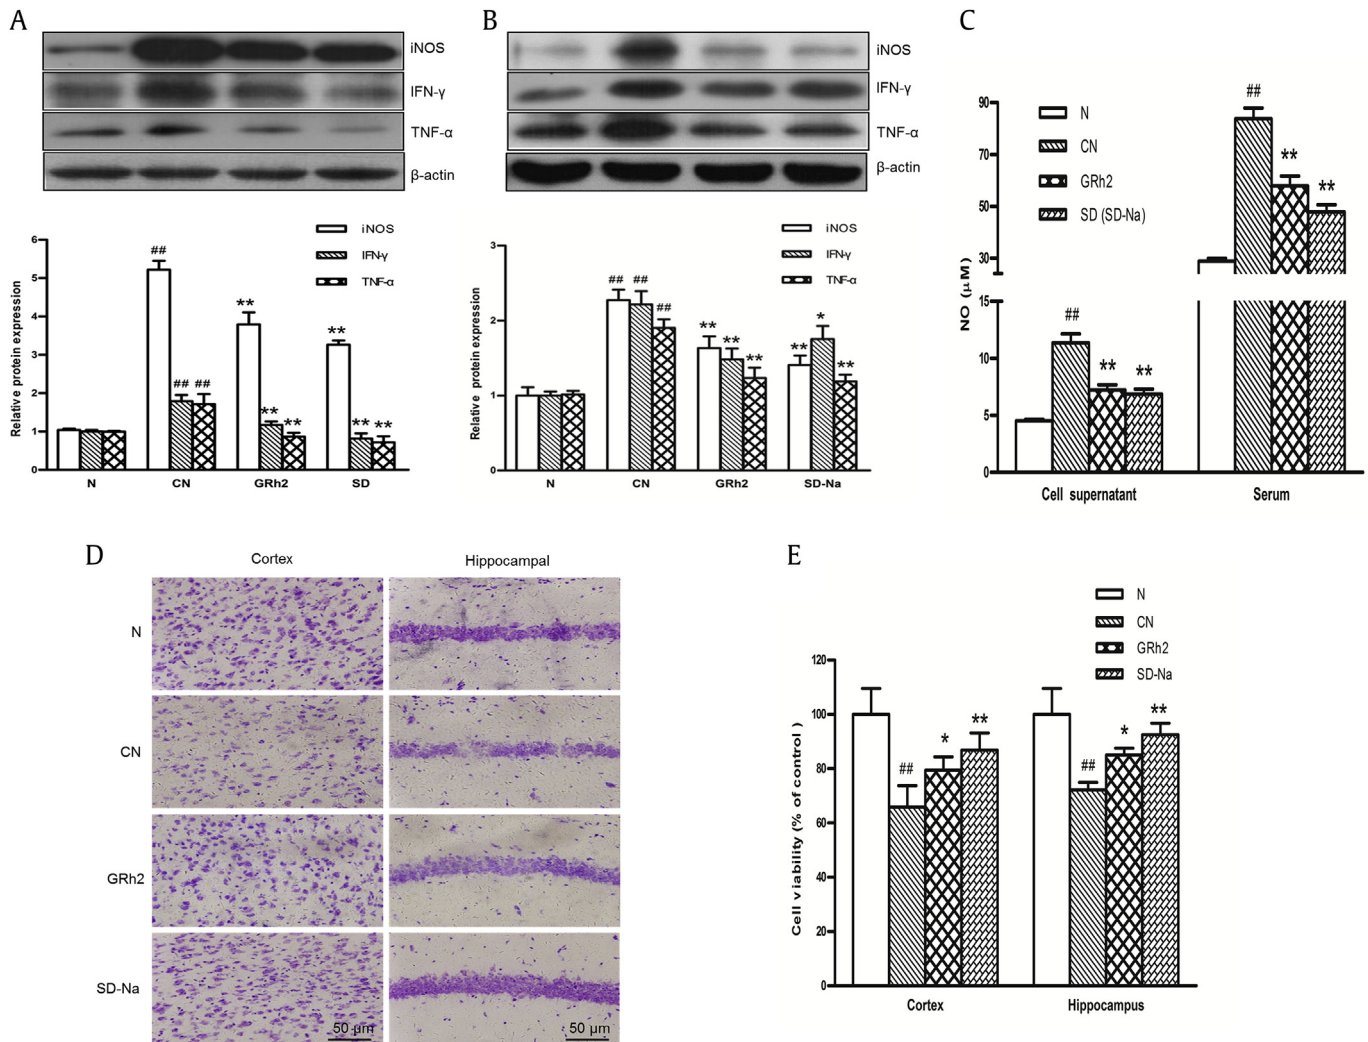 A
iNOS
IFN-γ
TNF-α
β-actin
Relative protein expression
6
5
4
3
2
1
0
iNOS
IFN-γ
TNF-α
##
## ##
**
** **
**
** **
N CN GRh2 SD
B
iNOS
IFN-γ
TNF-α
β-actin
Relative protein expression
3
2
1
0
iNOS
IFN-γ
TNF-α
## ## ##
** ** **
** * **
N CN GRh2 SD-Na
C
NO (μM)
90
70
50
30
15
10
5
0
N
CN
GRh2
SD (SD-Na)
##
** **
##
**
**
Cell supernatant Serum
D
Cortex Hippocampal
N
CN
GRh2
SD-Na
50 μm 50 μm
E
N
CN
GRh2
SD-Na
Cell viability (% of control )
120
100
80
60
40
20
0
## * **
## * **
Cortex Hippocampus